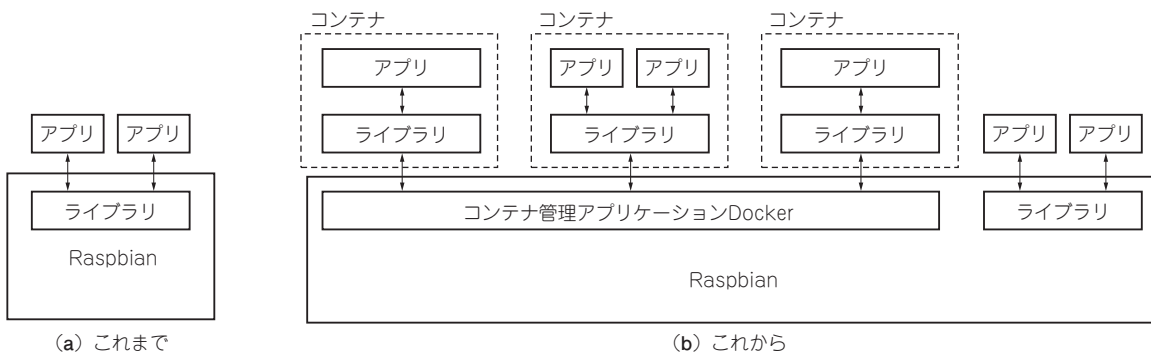 アプリ
アプリ
ライブラリ
Raspbian
(a) これまで
コンテナ
コンテナ
コンテナ
アプリ
アプリ
アプリ
アプリ
ライブラリ
ライブラリ
ライブラリ
アプリ
アプリ
コンテナ管理アプリケーションDocker
ライブラリ
Raspbian
(b) これから